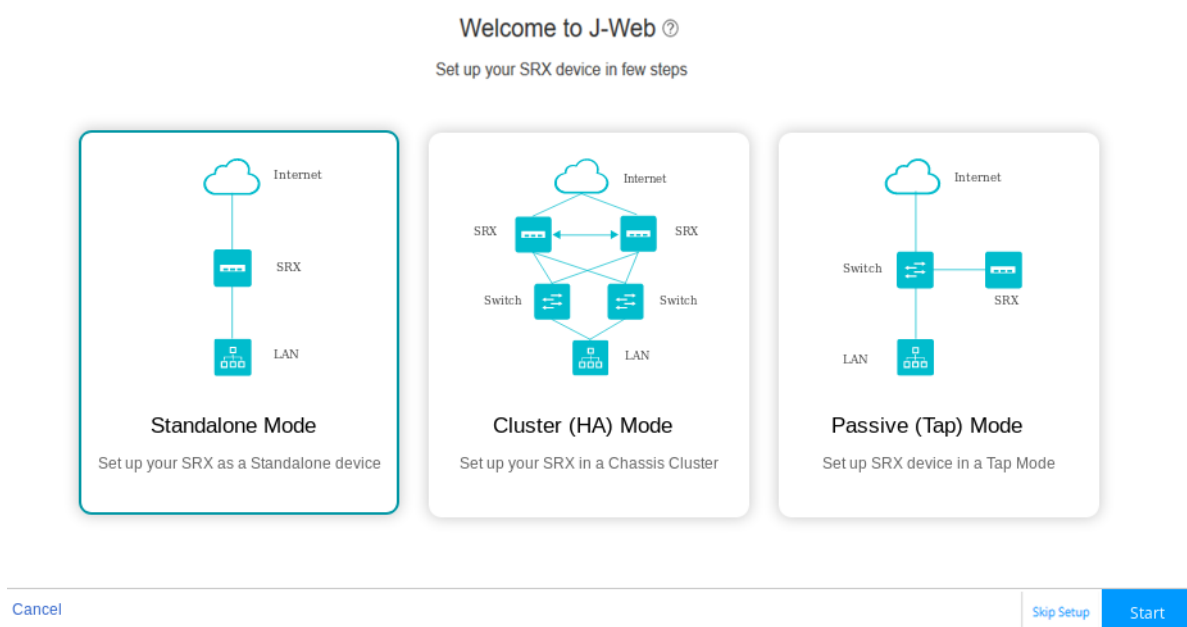 Welcome to J-Web ?
Set up your SRX device in few steps
Internet
SRX
LAN
Standalone Mode
Set up your SRX as a Standalone device
Internet
SRX
SRX
Switch
Switch
LAN
Cluster (HA) Mode
Set up your SRX in a Chassis Cluster
Internet
Switch
SRX
LAN
Passive (Tap) Mode
Set up SRX device in a Tap Mode
Cancel
Skip Setup
Start